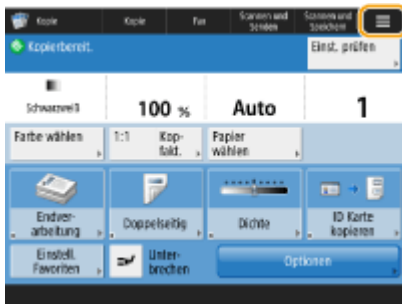 Kopie
Kopie
Fax
Scannen und
Senden
Scannen und
Speichern
Kopierbereit.
Einst. prüfen
Schwarzweiß
100 %
Auto
1
Farbe wählen
1:1
Kop-
fakt.
Papier
wählen
Endver-
arbeitung
Doppelseitig
Dichte
ID Karte
kopieren
Einstell.
Favoriten
Unter-
brechen
Optionen